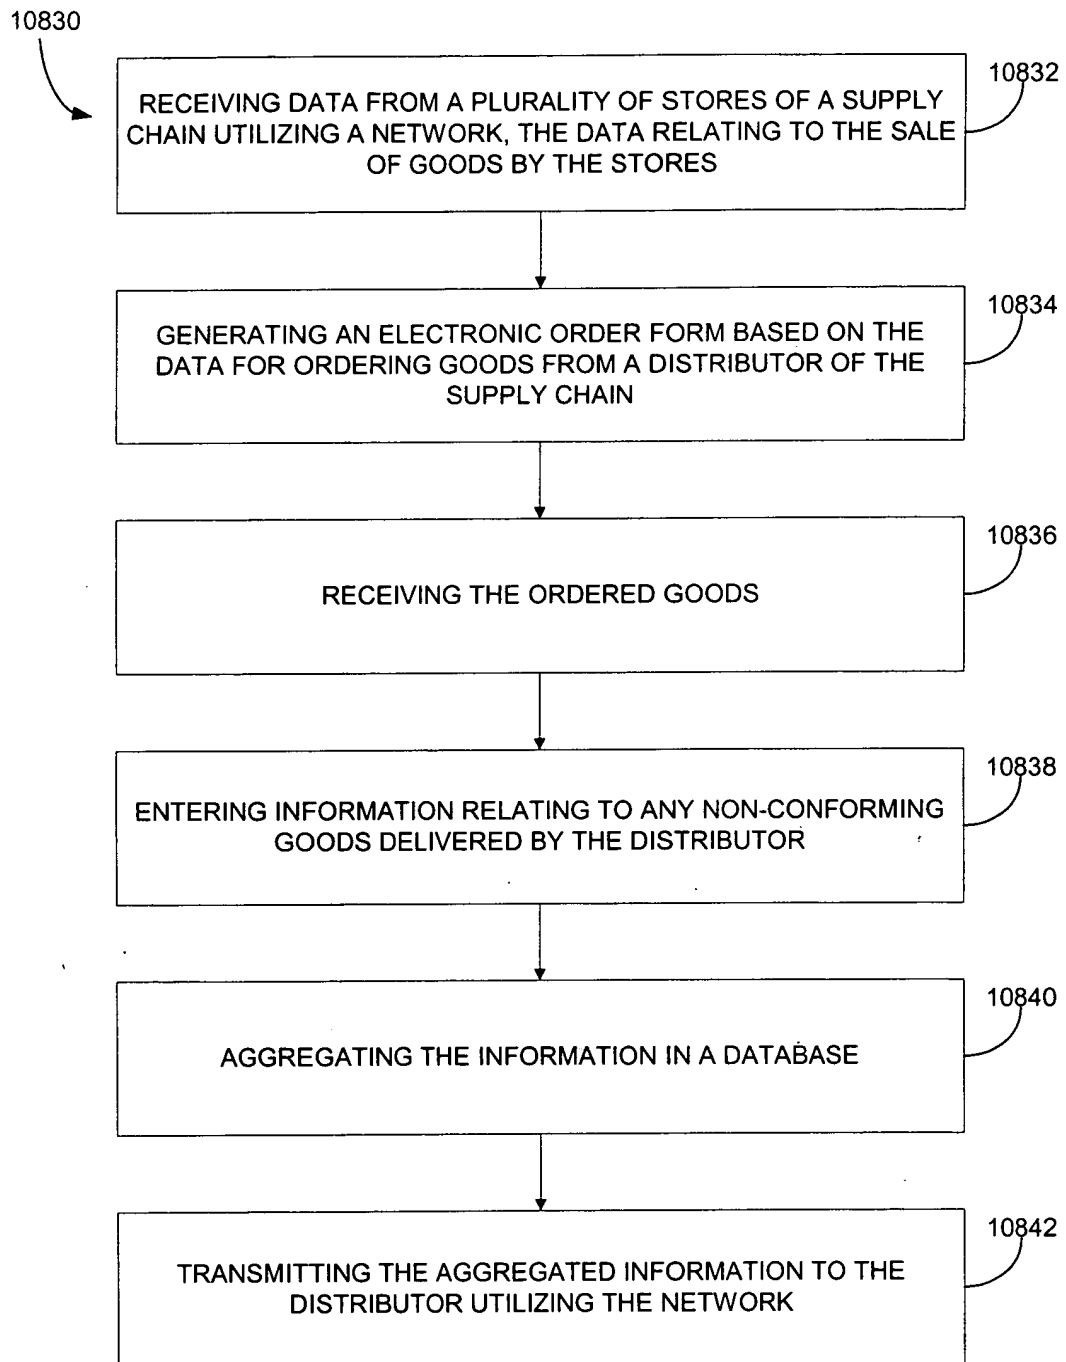 10830
10832
RECEIVING DATA FROM A PLURALITY OF STORES OF A SUPPLY
CHAIN UTILIZING A NETWORK, THE DATA RELATING TO THE SALE
OF GOODS BY THE STORES
10834
GENERATING AN ELECTRONIC ORDER FORM BASED ON THE
DATA FOR ORDERING GOODS FROM A DISTRIBUTOR OF THE
SUPPLY CHAIN
10836
RECEIVING THE ORDERED GOODS
10838
ENTERING INFORMATION RELATING TO ANY NON-CONFORMING
GOODS DELIVERED BY THE DISTRIBUTOR
10840
AGGREGATING THE INFORMATION IN A DATABASE
10842
TRANSMITTING THE AGGREGATED INFORMATION TO THE
DISTRIBUTOR UTILIZING THE NETWORK